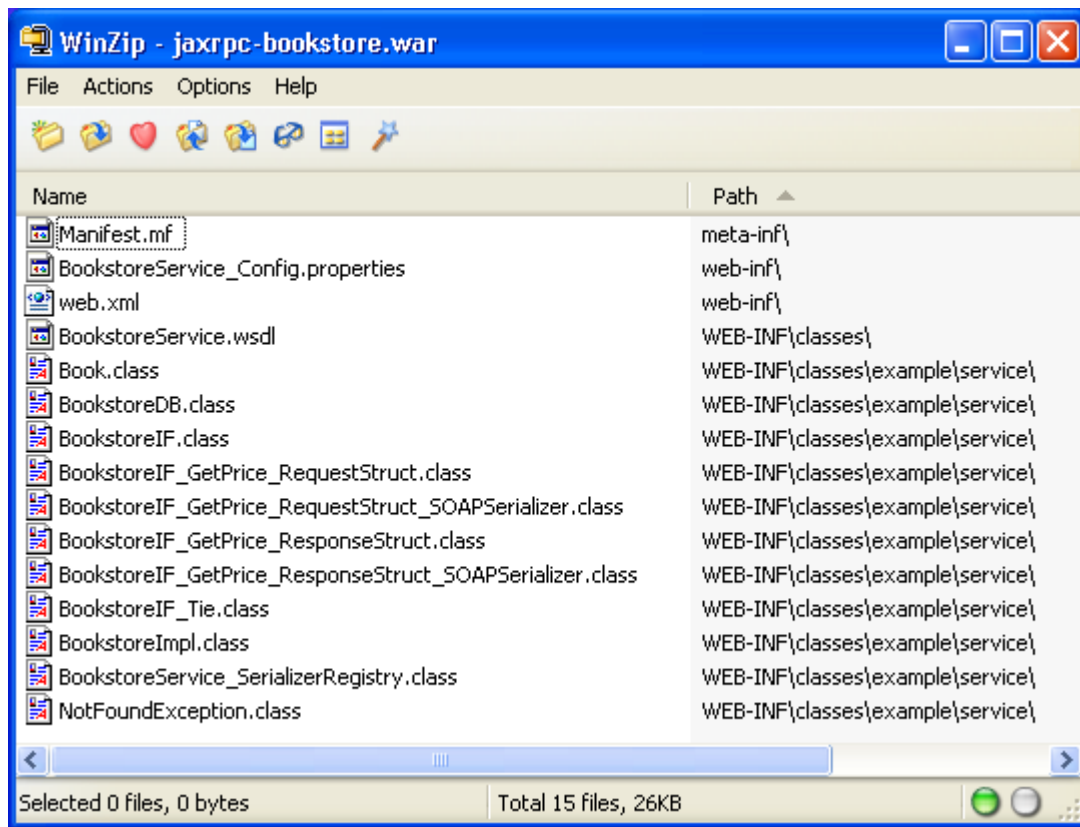 WinZip - jaxrpc-bookstore.war
File Actions Options Help
Name Path
Manifest.mf meta-inf\
BookstoreService_Config.properties web-inf\
web.xml web-inf\
BookstoreService.wsdl WEB-INF\classes\
Book.class WEB-INF\classes\example\service\
BookstoreDB.class WEB-INF\classes\example\service\
BookstoreIF.class WEB-INF\classes\example\service\
BookstoreIF_GetPrice_RequestStruct.class WEB-INF\classes\example\service\
BookstoreIF_GetPrice_RequestStruct_SOAPSerializer.class WEB-INF\classes\example\service\
BookstoreIF_GetPrice_ResponseStruct.class WEB-INF\classes\example\service\
BookstoreIF_GetPrice_ResponseStruct_SOAPSerializer.class WEB-INF\classes\example\service\
BookstoreIF_Tie.class WEB-INF\classes\example\service\
BookstoreImpl.class WEB-INF\classes\example\service\
BookstoreService_SerializerRegistry.class WEB-INF\classes\example\service\
NotFoundException.class WEB-INF\classes\example\service\
Selected 0 files, 0 bytes Total 15 files, 26KB